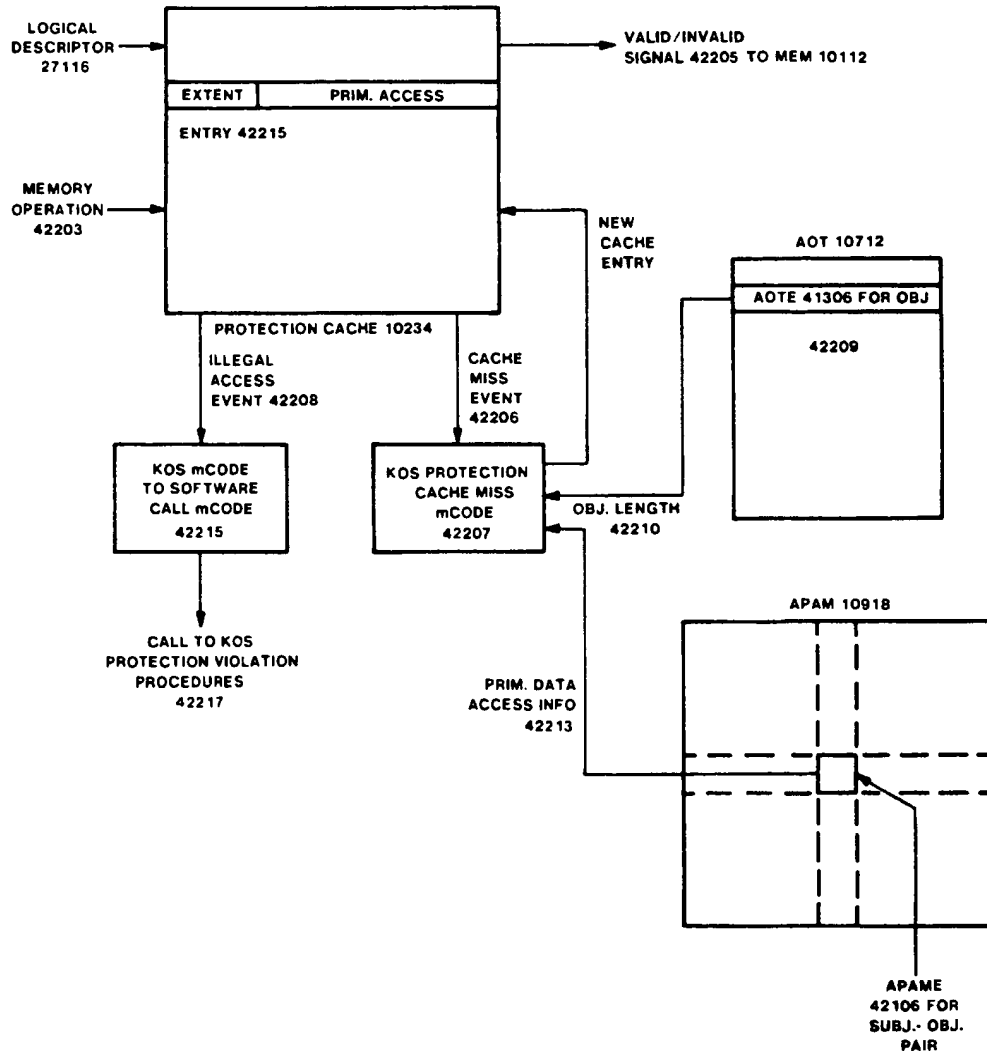 LOGICAL
DESCRIPTOR
27116
VALID/INVALID
SIGNAL 42205 TO MEM 10112
EXTENT
PRIM. ACCESS
ENTRY 42215
MEMORY
OPERATION
42203
NEW
CACHE
ENTRY
AOT 10712
AOTE 41306 FOR OBJ
42209
PROTECTION CACHE 10234
ILLEGAL
ACCESS
EVENT 42208
CACHE
MISS
EVENT
42206
KOS mCODE
TO SOFTWARE
CALL mCODE
42215
KOS PROTECTION
CACHE MISS
mCODE
42207
OBJ. LENGTH
42210
CALL TO KOS
PROTECTION VIOLATION
PROCEDURES
42217
APAM 10918
PRIM. DATA
ACCESS INFO
42213
APAME
42106 FOR
SUBJ.- OBJ.
PAIR